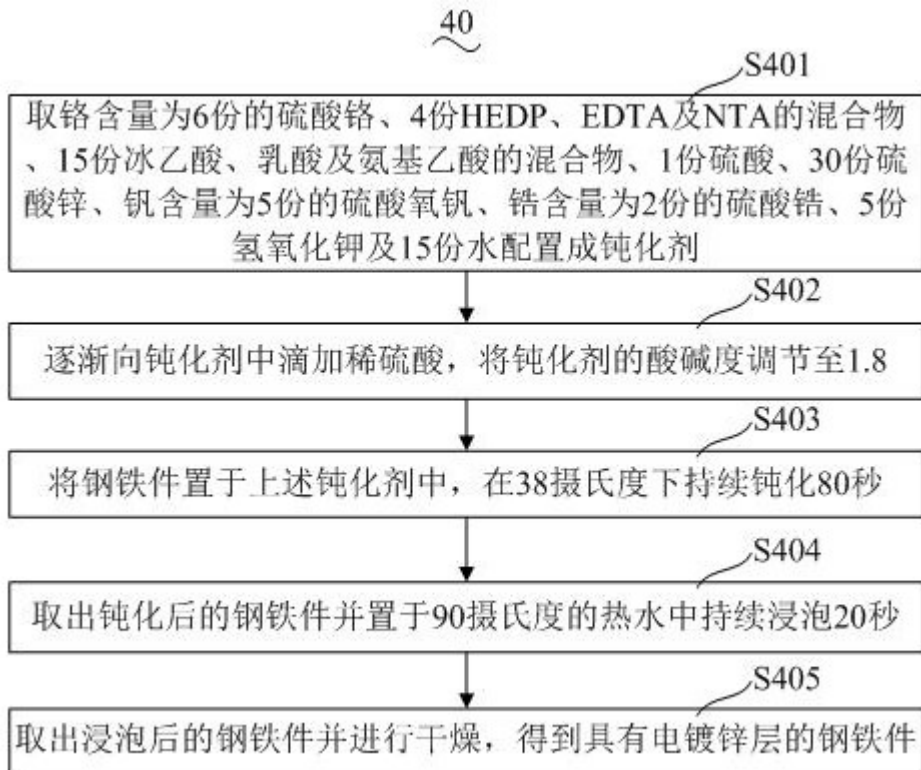 40
S401
取铬含量为6份的硫酸铬、4份HEDP、EDTA及NTA的混合物
、15份冰乙酸、乳酸及氨基乙酸的混合物、1份硫酸、30份硫
酸锌、钒含量为5份的硫酸氧钒、锆含量为2份的硫酸锆、5份
氢氧化钾及15份水配置成钝化剂
S402
逐渐向钝化剂中滴加稀硫酸，将钝化剂的酸碱度调节至1.8
S403
将钢铁件置于上述钝化剂中，在38摄氏度下持续钝化80秒
S404
取出钝化后的钢铁件并置于90摄氏度的热水中持续浸泡20秒
S405
取出浸泡后的钢铁件并进行干燥，得到具有电镀锌层的钢铁件